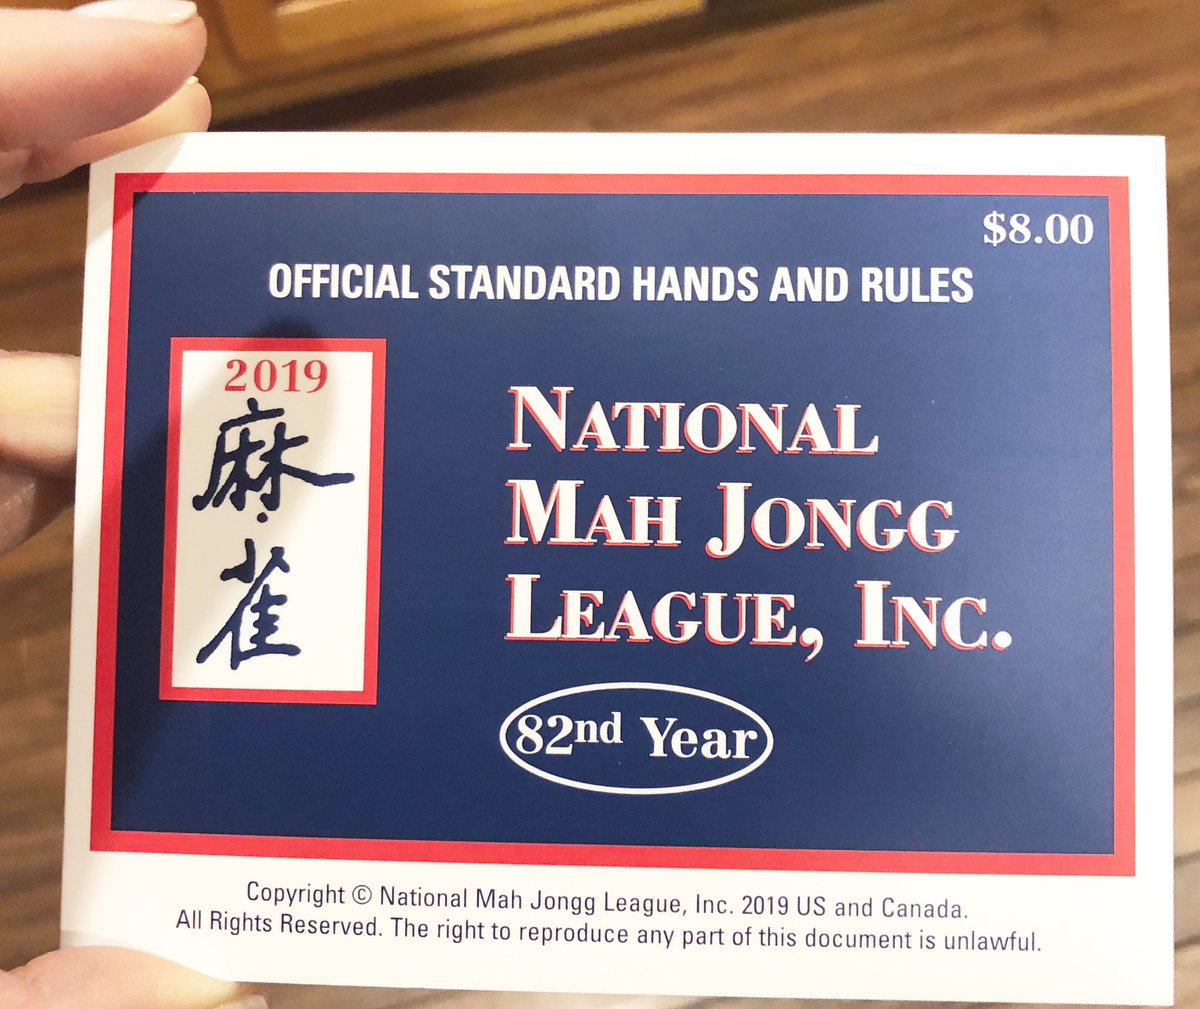 $8.00
OFFICIAL STANDARD HANDS AND RULES
2019
麻
·
雀
NATIONAL
MAH JONGG
LEAGUE, INC.
82nd Year
Copyright © National Mah Jongg League, Inc. 2019 US and Canada.
All Rights Reserved. The right to reproduce any part of this document is unlawful.